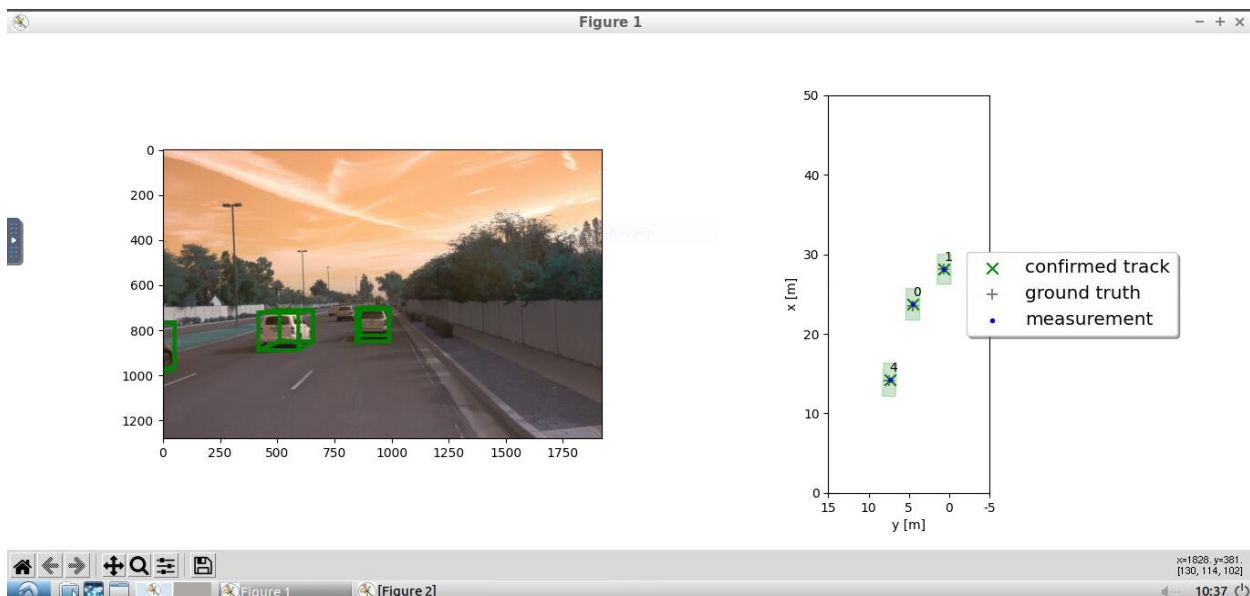 Figure 1
0
200
400
600
800
1000
1200
0 250 500 750 1000 1250 1500 1750
50
40
30
20
10
0
x [m]
15 10 5 0 -5
y [m]
1
0
4
confirmed track
ground truth
measurement
x=1828. y=381.
[130, 114, 102]
Figure 1
[Figure 2]
10:37